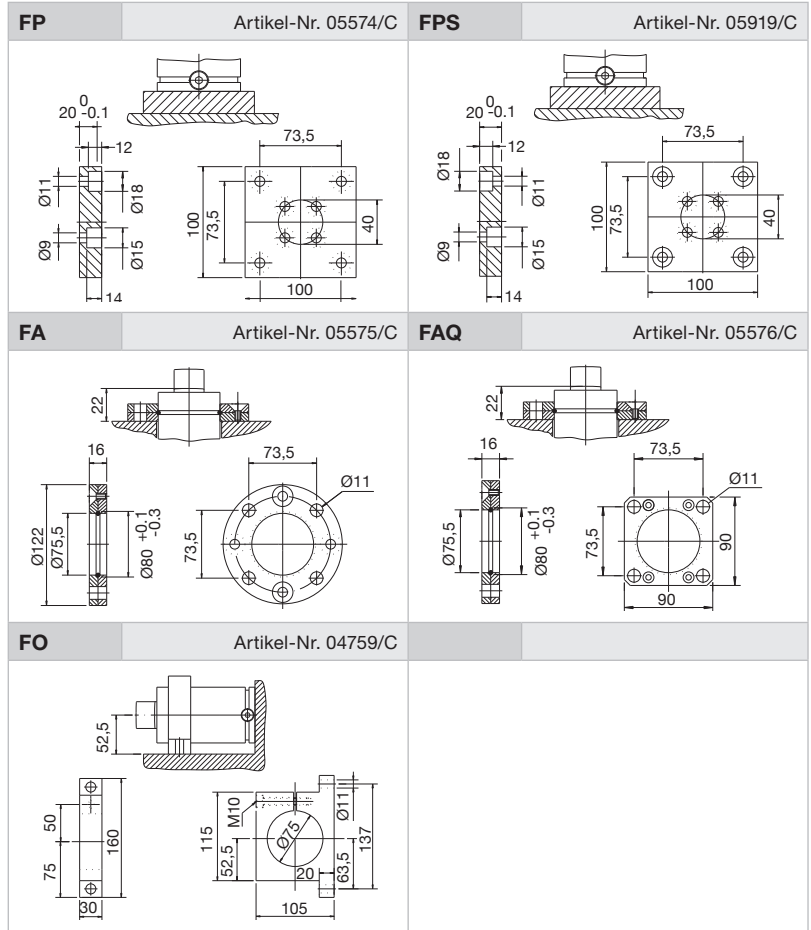 FP Artikel-Nr. 05574/C
0
20 -0.1
12
Ø11
Ø18
Ø9
Ø15
14
73,5
100
73,5
40
100
FPS Artikel-Nr. 05919/C
0
20 -0.1
12
Ø18
Ø11
Ø9
Ø15
14
73,5
100
73,5
40
100
FA Artikel-Nr. 05575/C
22
16
Ø122
Ø75,5
Ø80 +0.1 -0.3
73,5
Ø11
73,5
FAQ Artikel-Nr. 05576/C
22
16
Ø75,5
Ø80 +0.1 -0.3
73,5
Ø11
73,5
90
90
FO Artikel-Nr. 04759/C
52,5
50
75
160
30
M10
115
52,5
Ø75
20
Ø11
137
63,5
105